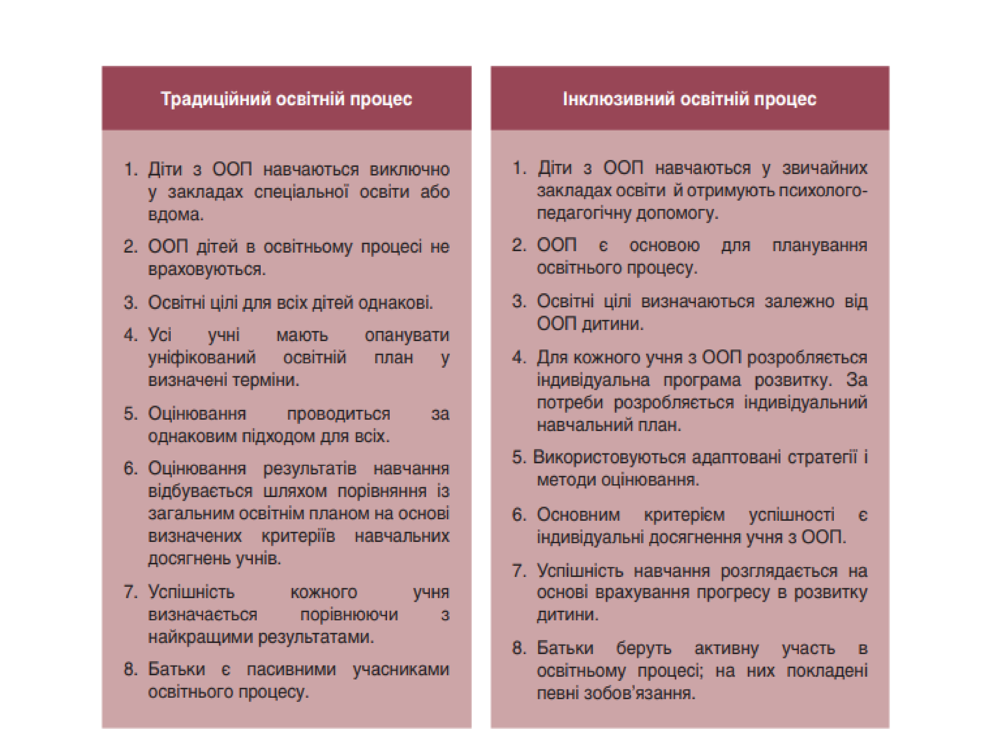 Традиційний освітній процес
1. Діти з ООП навчаються виключно
у закладах спеціальної освіти або
вдома.
2. ООП дітей в освітньому процесі не
враховуються.
3. Освітні цілі для всіх дітей однакові.
4. Усі учні мають опанувати
уніфікований освітній план у
визначені терміни.
5. Оцінювання проводиться за
однаковим підходом для всіх.
6. Оцінювання результатів навчання
відбувається шляхом порівняння із
загальним освітнім планом на основі
визначених критеріїв навчальних
досягнень учнів.
7. Успішність кожного учня
визначається порівнюючи з
найкращими результатами.
8. Батьки є пасивними учасниками
освітнього процесу.
Інклюзивний освітній процес
1. Діти з ООП навчаються у звичайних
закладах освіти й отримують психолого-
педагогічну допомогу.
2. ООП є основою для планування
освітнього процесу.
3. Освітні цілі визначаються залежно від
ООП дитини.
4. Для кожного учня з ООП розробляється
індивідуальна програма розвитку. За
потреби розробляється індивідуальний
навчальний план.
5. Використовуються адаптовані стратегії і
методи оцінювання.
6. Основним критерієм успішності є
індивідуальні досягнення учня з ООП.
7. Успішність навчання розглядається на
основі врахування прогресу в розвитку
дитини.
8. Батьки беруть активну участь в
освітньому процесі; на них покладені
певні зобов’язання.